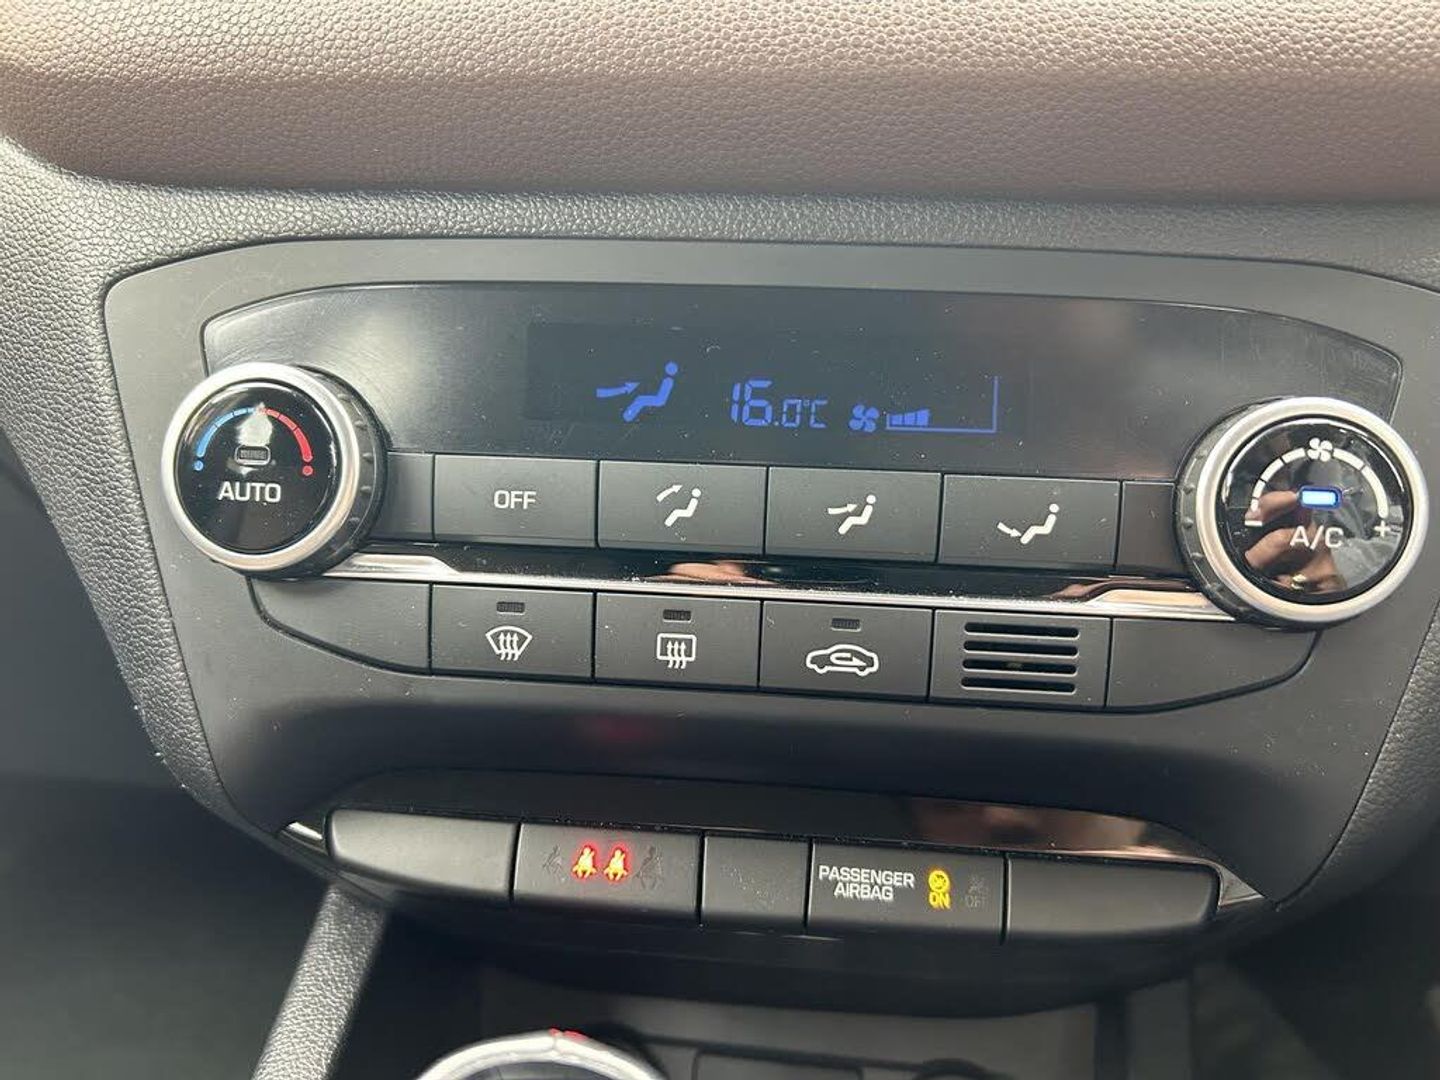 16.0°C
AUTO
OFF
A/C
- +
PASSENGER
AIRBAG
ON OFF